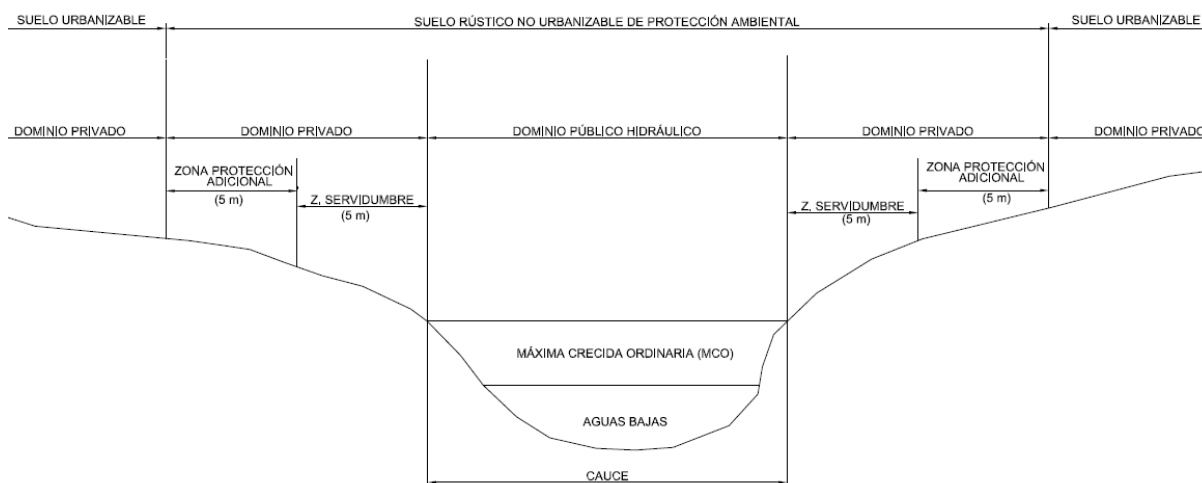 SUELO URBANIZABLE
SUELO RÚSTICO NO URBANIZABLE DE PROTECCIÓN AMBIENTAL
SUELO URBANIZABLE
DOMINIO PRIVADO
DOMINIO PRIVADO
DOMINIO PÚBLICO HIDRÁULICO
DOMINIO PRIVADO
DOMINIO PRIVADO
ZONA PROTECCIÓN
ADICIONAL
(5 m)
Z. SERVIDUMBRE
(5 m)
Z. SERVIDUMBRE
(5 m)
ZONA PROTECCIÓN
ADICIONAL
(5 m)
MÁXIMA CRECIDA ORDINARIA (MCO)
AGUAS BAJAS
CAUCE